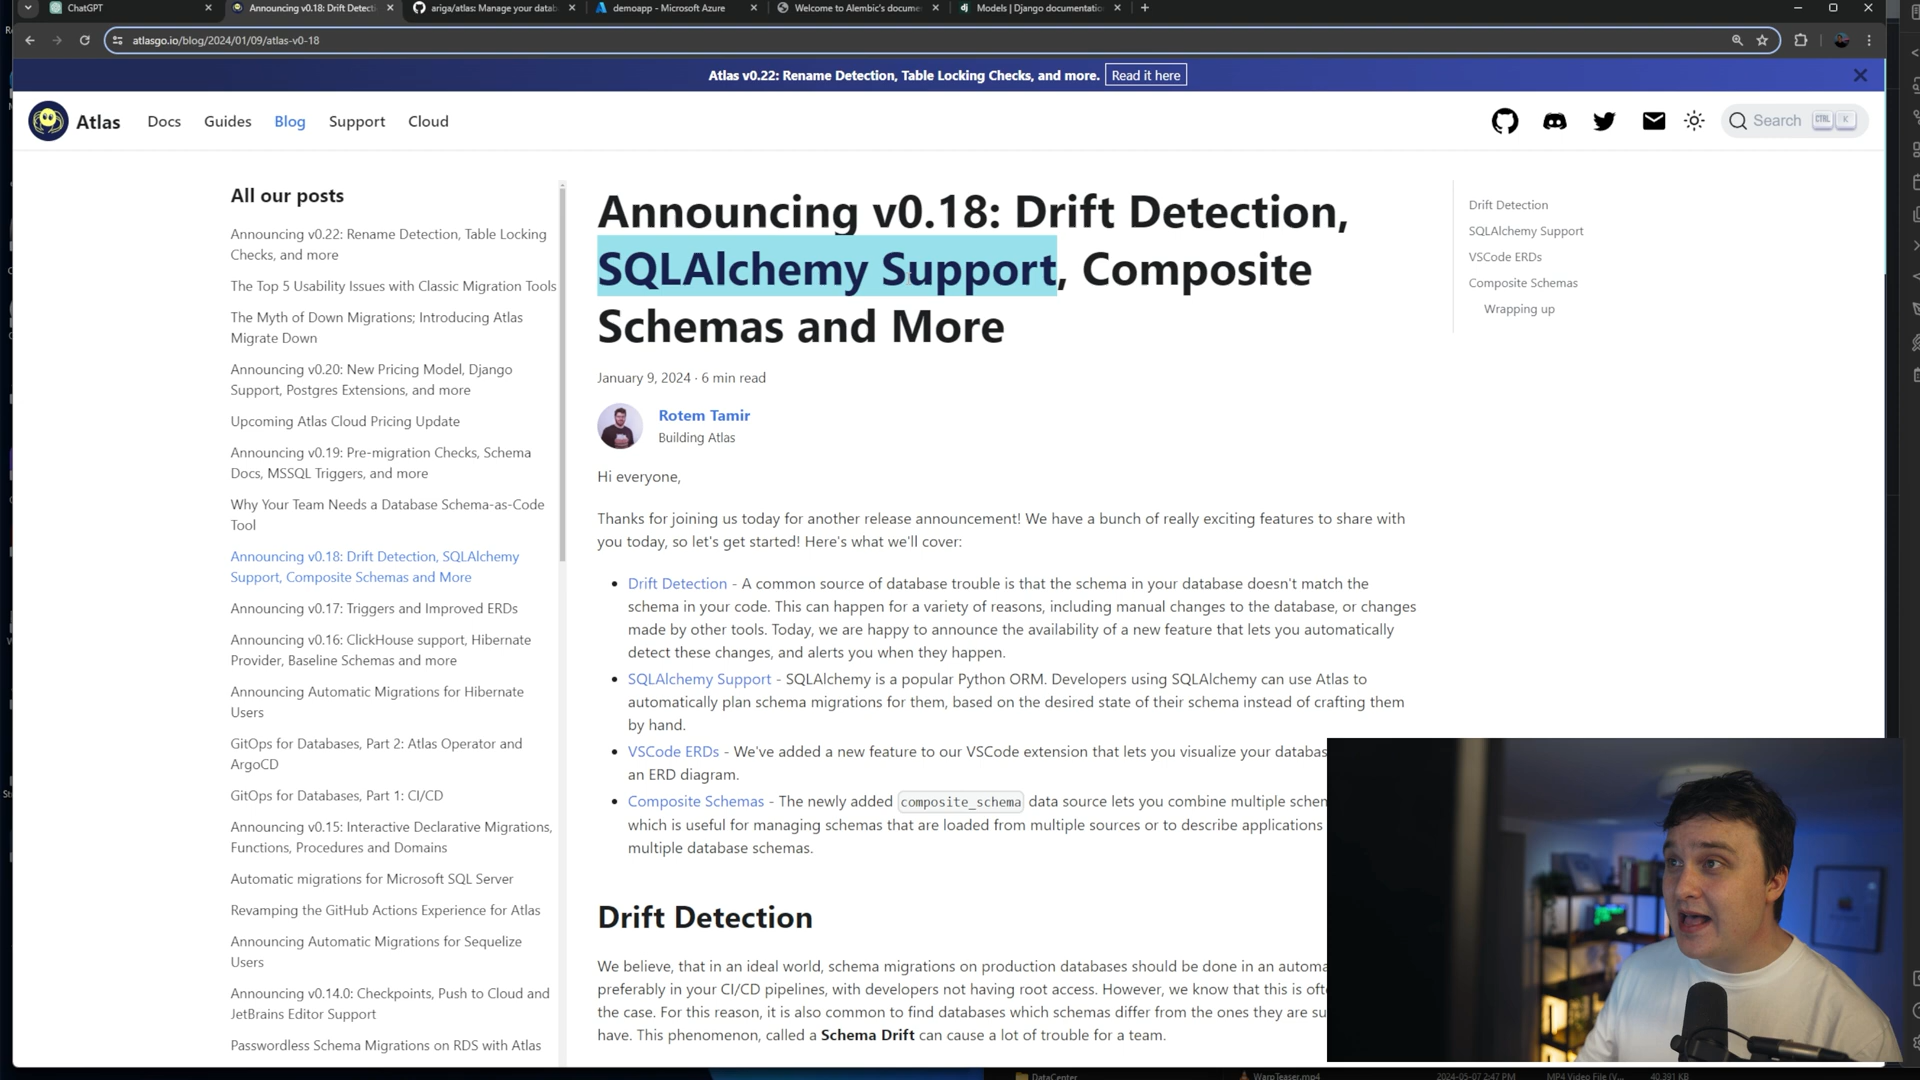 ChatGPT
Announcing v0.18: Drift Detecti
ariga/atlas: Manage your datab
demoapp - Microsoft Azure
Welcome to Alembic's docume
Models | Django documentatio
atlasgo.io/blog/2024/01/09/atlas-v0-18
Atlas v0.22: Rename Detection, Table Locking Checks, and more. Read it here
Atlas
Docs
Guides
Blog
Support
Cloud
Search CTRL K
All our posts
Announcing v0.22: Rename Detection, Table Locking
Checks, and more
The Top 5 Usability Issues with Classic Migration Tools
The Myth of Down Migrations; Introducing Atlas
Migrate Down
Announcing v0.20: New Pricing Model, Django
Support, Postgres Extensions, and more
Upcoming Atlas Cloud Pricing Update
Announcing v0.19: Pre-migration Checks, Schema
Docs, MSSQL Triggers, and more
Why Your Team Needs a Database Schema-as-Code
Tool
Announcing v0.18: Drift Detection, SQLAlchemy
Support, Composite Schemas and More
Announcing v0.17: Triggers and Improved ERDs
Announcing v0.16: ClickHouse support, Hibernate
Provider, Baseline Schemas and more
Announcing Automatic Migrations for Hibernate
Users
GitOps for Databases, Part 2: Atlas Operator and
ArgoCD
GitOps for Databases, Part 1: CI/CD
Announcing v0.15: Interactive Declarative Migrations,
Functions, Procedures and Domains
Automatic migrations for Microsoft SQL Server
Revamping the GitHub Actions Experience for Atlas
Announcing Automatic Migrations for Sequelize
Users
Announcing v0.14.0: Checkpoints, Push to Cloud and
JetBrains Editor Support
Passwordless Schema Migrations on RDS with Atlas
Announcing v0.18: Drift Detection,
SQLAlchemy Support, Composite
Schemas and More
January 9, 2024 · 6 min read
Rotem Tamir
Building Atlas
Hi everyone,
Thanks for joining us today for another release announcement! We have a bunch of really exciting features to share with
you today, so let's get started! Here's what we'll cover:
Drift Detection - A common source of database trouble is that the schema in your database doesn't match the
schema in your code. This can happen for a variety of reasons, including manual changes to the database, or changes
made by other tools. Today, we are happy to announce the availability of a new feature that lets you automatically
detect these changes, and alerts you when they happen.
SQLAlchemy Support - SQLAlchemy is a popular Python ORM. Developers using SQLAlchemy can use Atlas to
automatically plan schema migrations for them, based on the desired state of their schema instead of crafting them
by hand.
VSCode ERDs - We've added a new feature to our VSCode extension that lets you visualize your databas
an ERD diagram.
Composite Schemas - The newly added composite_schema data source lets you combine multiple schem
which is useful for managing schemas that are loaded from multiple sources or to describe applications
multiple database schemas.
Drift Detection
We believe, that in an ideal world, schema migrations on production databases should be done in an automa
preferably in your CI/CD pipelines, with developers not having root access. However, we know that this is oft
the case. For this reason, it is also common to find databases which schemas differ from the ones they are su
have. This phenomenon, called a Schema Drift can cause a lot of trouble for a team.
Drift Detection
SQLAlchemy Support
VSCode ERDs
Composite Schemas
Wrapping up
DataCenter
WarpTeaser.mp4
2024-05-07 2:47 PM
MP4 Video File (V...
40,391 KB